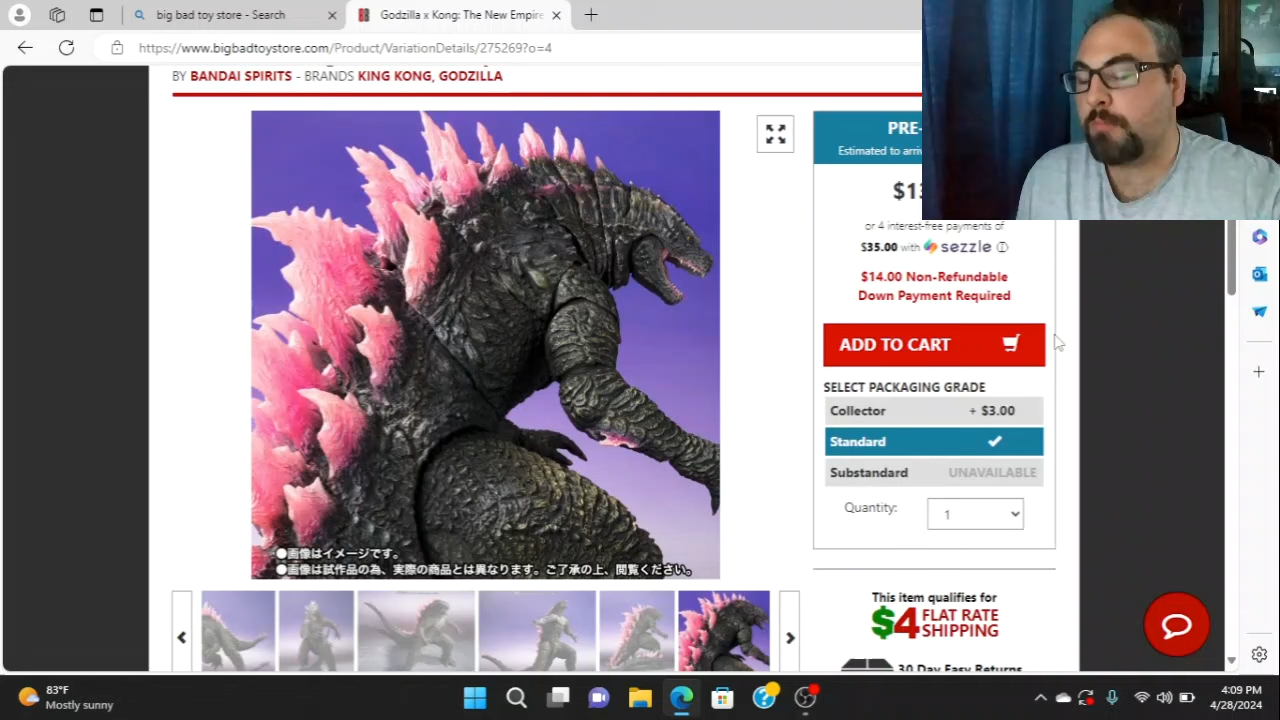 big bad toy store - Search
Godzilla x Kong: The New Empire
https://www.bigbadtoystore.com/Product/VariationDetails/275269?o=4
BY BANDAI SPIRITS - BRANDS KING KONG, GODZILLA
PRE-
Estimated to arri
$13
or 4 interest-free payments of
$35.00 with sezzle
$14.00 Non-Refundable
Down Payment Required
ADD TO CART
SELECT PACKAGING GRADE
Collector + $3.00
Standard
Substandard UNAVAILABLE
Quantity: 1
●画像はイメージです。
●画像は試作品の為、実際の商品とは異なります。ご了承の上、閲覧ください。
This item qualifies for
$4 FLAT RATE
SHIPPING
30 Day Easy Returns
83°F
Mostly sunny
4:09 PM
4/28/2024